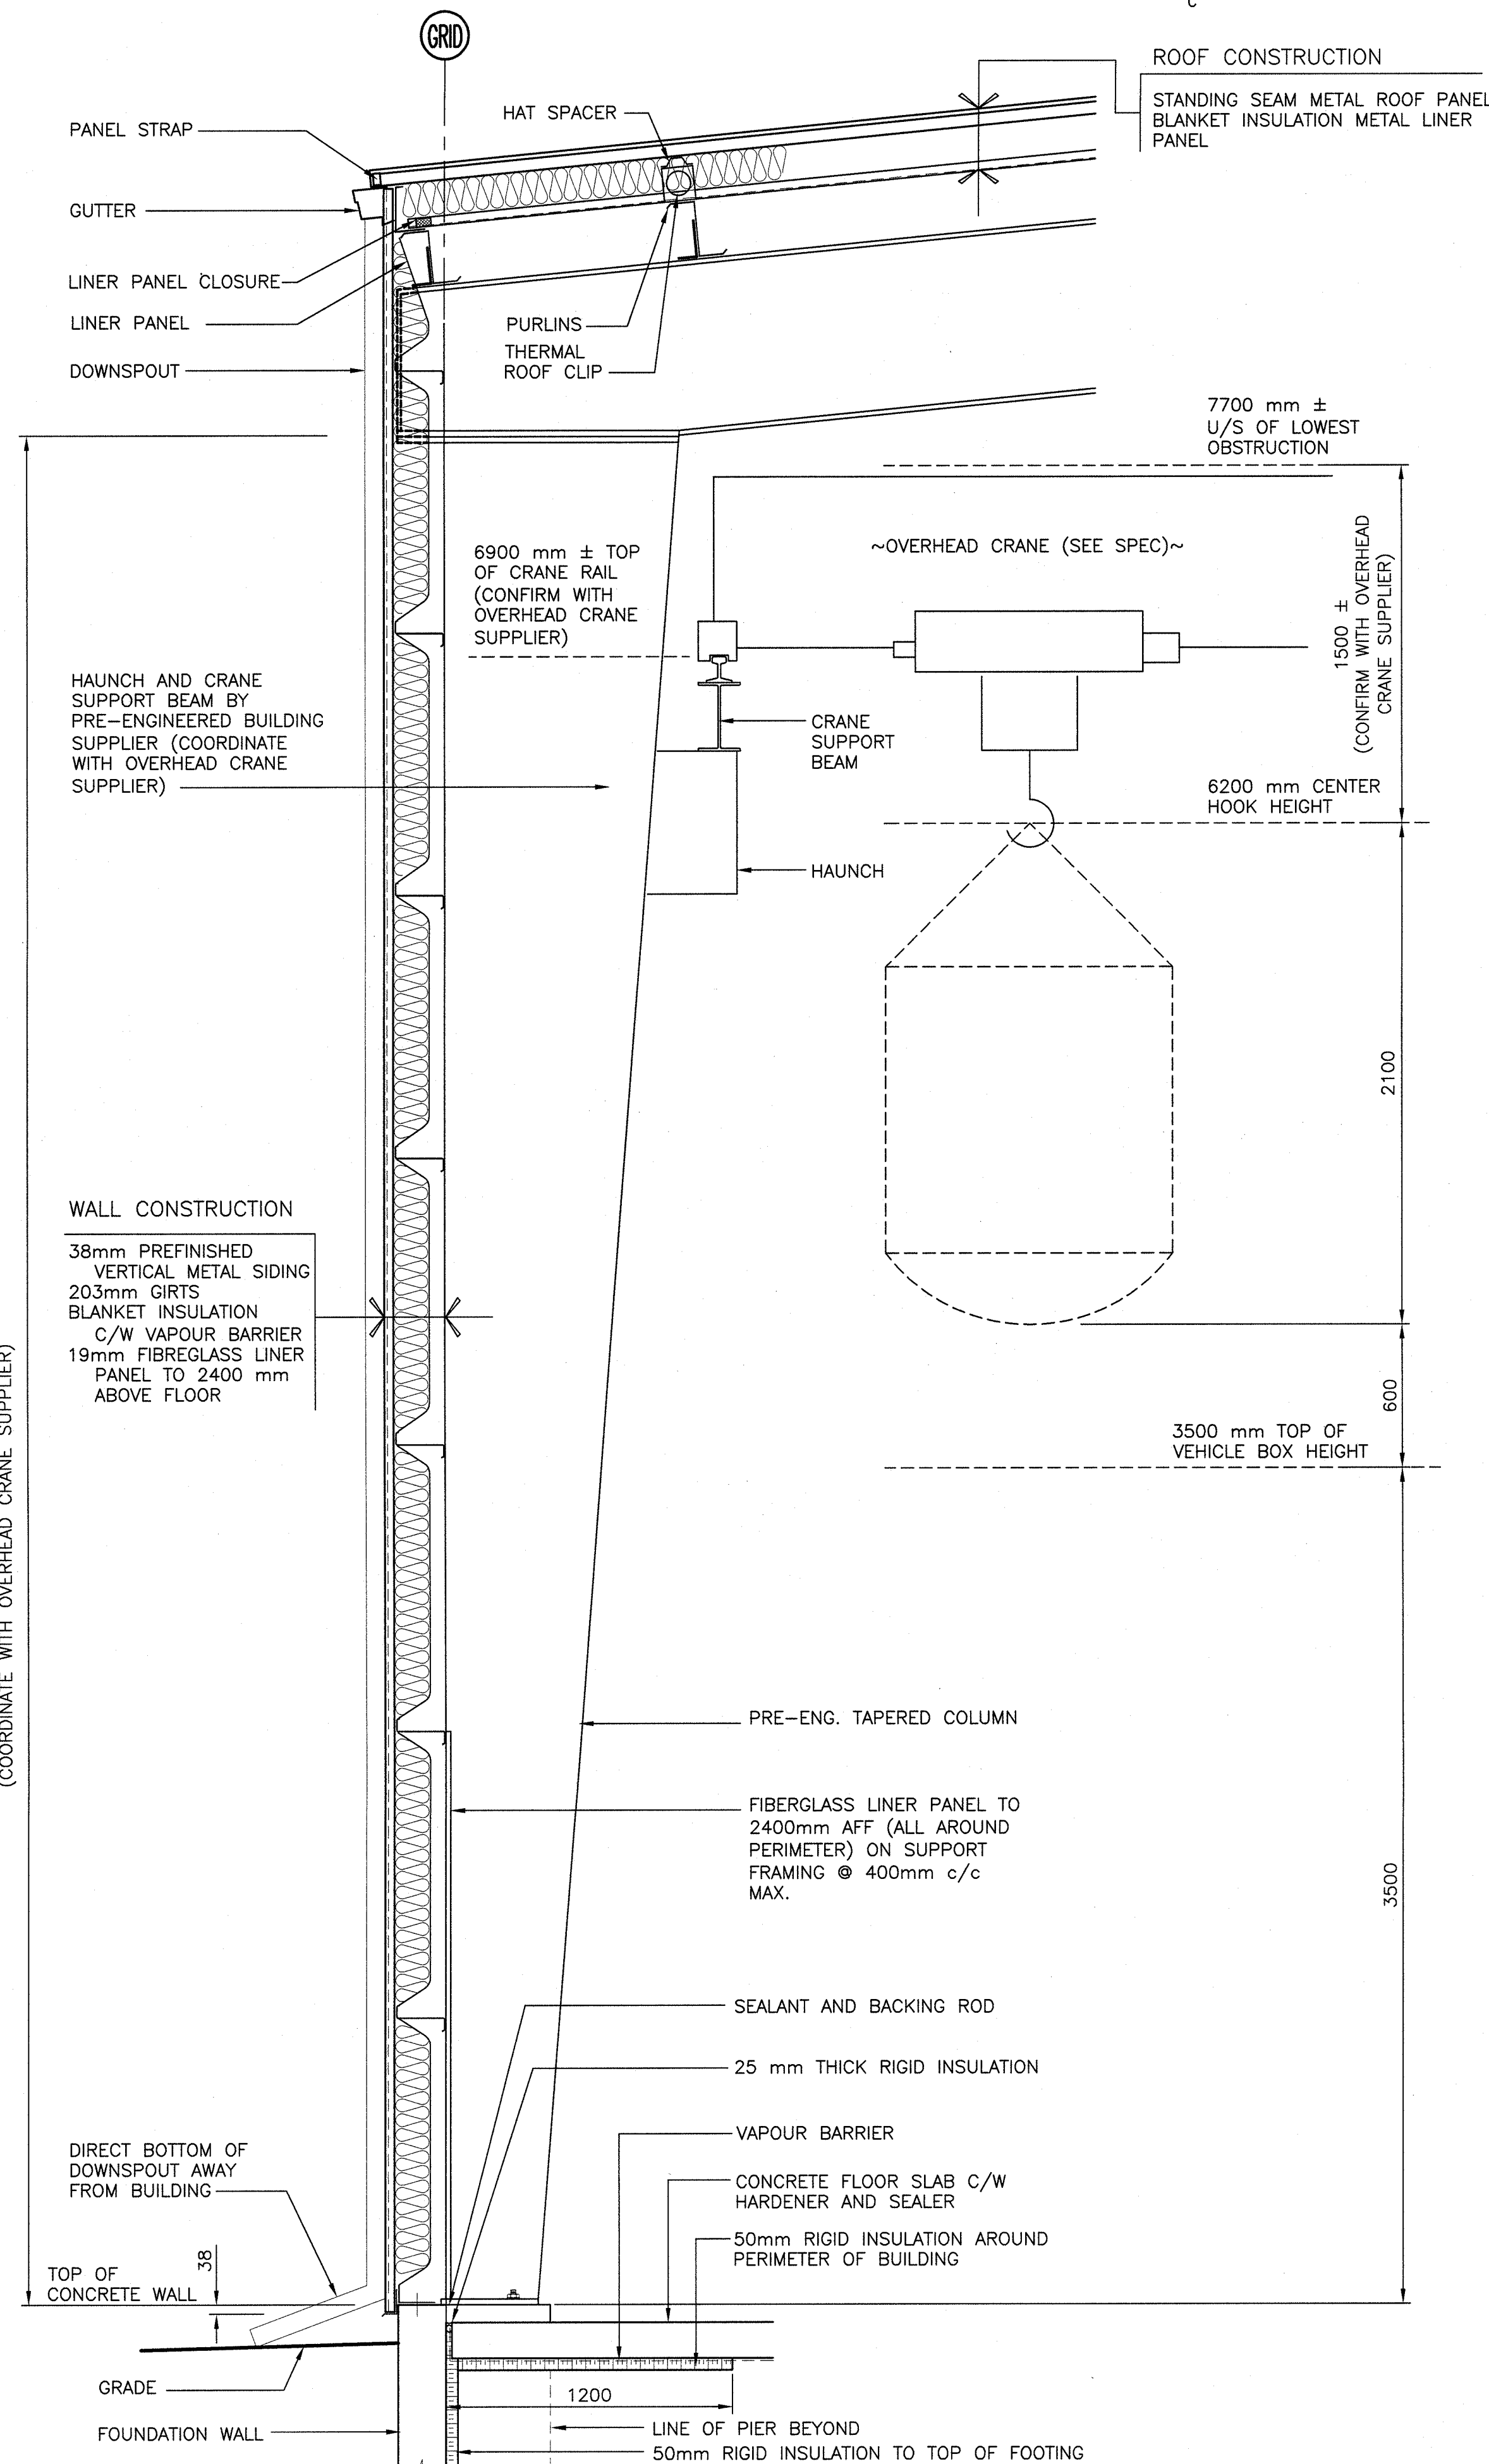 C
GRID
ROOF CONSTRUCTION
STANDING SEAM METAL ROOF PANEL
BLANKET INSULATION METAL LINER
PANEL
HAT SPACER
PANEL STRAP
GUTTER
LINER PANEL CLOSURE
LINER PANEL
DOWNSPOUT
PURLINS
THERMAL
ROOF CLIP
7700 mm ±
U/S OF LOWEST
OBSTRUCTION
6900 mm ± TOP
OF CRANE RAIL
(CONFIRM WITH
OVERHEAD CRANE
SUPPLIER)
~OVERHEAD CRANE (SEE SPEC)~
1500 ±
(CONFIRM WITH OVERHEAD
CRANE SUPPLIER)
HAUNCH AND CRANE
SUPPORT BEAM BY
PRE-ENGINEERED BUILDING
SUPPLIER (COORDINATE
WITH OVERHEAD CRANE
SUPPLIER)
CRANE
SUPPORT
BEAM
6200 mm CENTER
HOOK HEIGHT
HAUNCH
2100
WALL CONSTRUCTION
38mm PREFINISHED
VERTICAL METAL SIDING
203mm GIRTS
BLANKET INSULATION
C/W VAPOUR BARRIER
19mm FIBREGLASS LINER
PANEL TO 2400 mm
ABOVE FLOOR
600
3500 mm TOP OF
VEHICLE BOX HEIGHT
(COORDINATE WITH OVERHEAD CRANE SUPPLIER)
PRE-ENG. TAPERED COLUMN
FIBERGLASS LINER PANEL TO
2400mm AFF (ALL AROUND
PERIMETER) ON SUPPORT
FRAMING @ 400mm c/c
MAX.
3500
SEALANT AND BACKING ROD
25 mm THICK RIGID INSULATION
VAPOUR BARRIER
DIRECT BOTTOM OF
DOWNSPOUT AWAY
FROM BUILDING
CONCRETE FLOOR SLAB C/W
HARDENER AND SEALER
50mm RIGID INSULATION AROUND
PERIMETER OF BUILDING
38
TOP OF
CONCRETE WALL
GRADE
1200
FOUNDATION WALL
LINE OF PIER BEYOND
50mm RIGID INSULATION TO TOP OF FOOTING